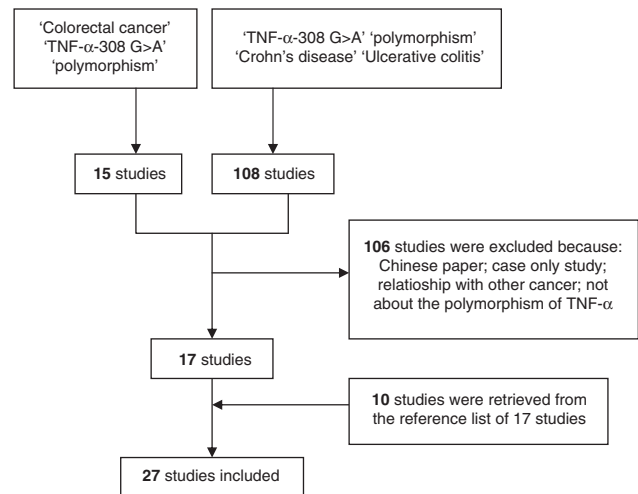 ‘Colorectal cancer’
‘TNF-α-308 G>A’
‘polymorphism’
‘TNF-α-308 G>A’ ‘polymorphism’
‘Crohn’s disease’ ‘Ulcerative colitis’
15 studies
108 studies
106 studies were excluded because:
Chinese paper; case only study;
relatioship with other cancer; not
about the polymorphism of TNF-α
17 studies
10 studies were retrieved from
the reference list of 17 studies
27 studies included